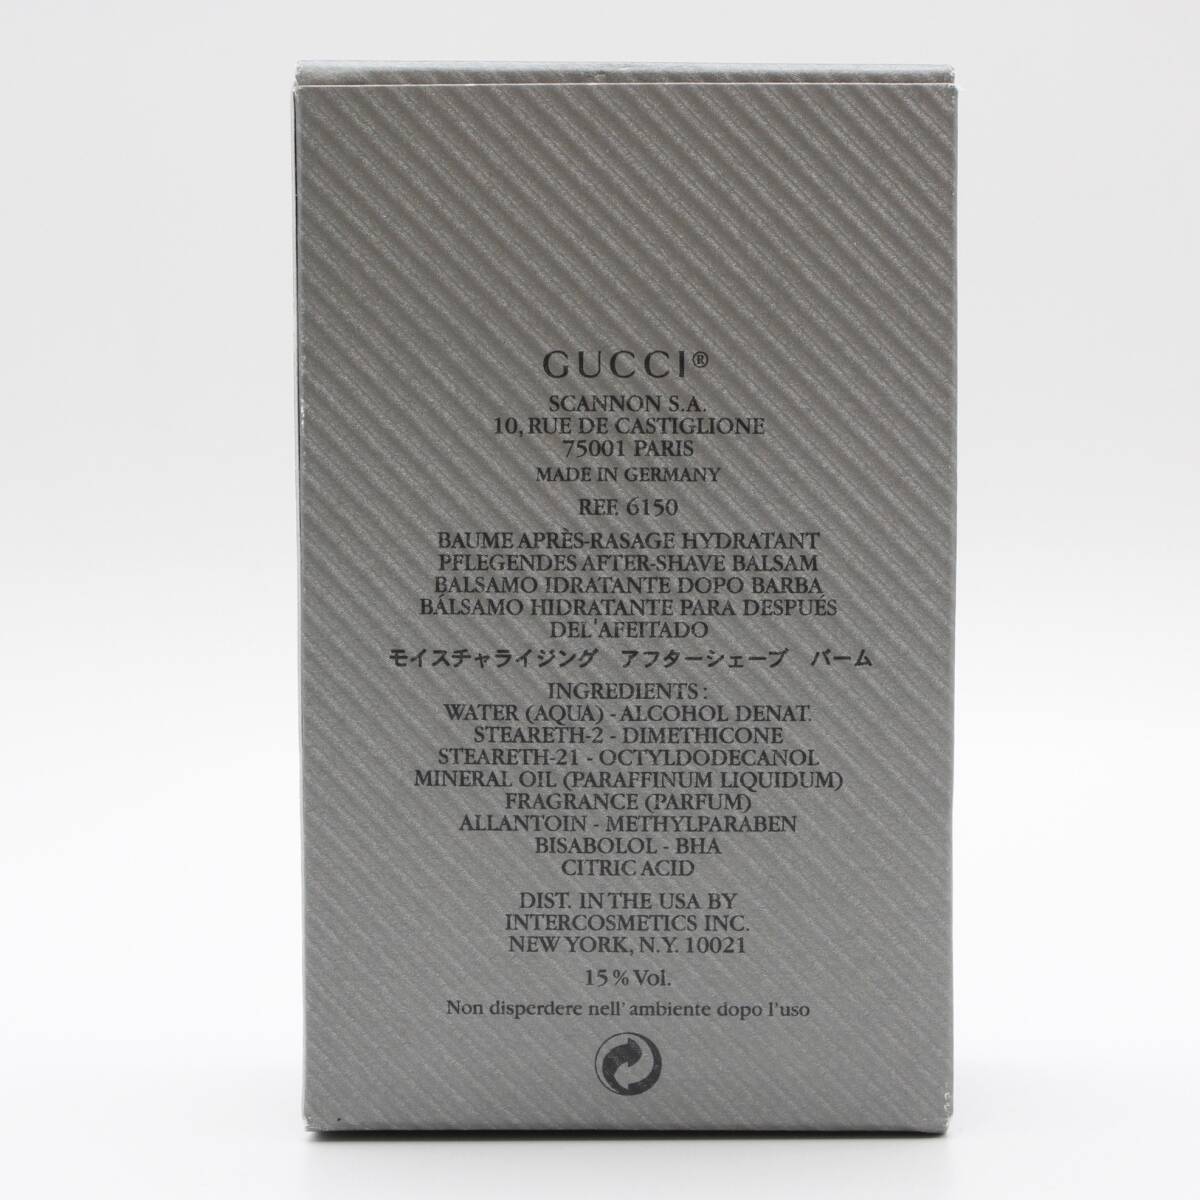 GUCCI®
SCANNON S.A.
10, RUE DE CASTIGLIONE
75001 PARIS
MADE IN GERMANY
REF. 6150
BAUME APRÈS-RASAGE HYDRATANT
PFLEGENDES AFTER-SHAVE BALSAM
BALSAMO IDRATANTE DOPO BARBA
BÁLSAMO HIDRATANTE PARA DESPUÉS
DEL'AFEITADO
モイスチャライジング アフターシェーブ バーム
INGREDIENTS :
WATER (AQUA) - ALCOHOL DENAT.
STEARETH-2 - DIMETHICONE
STEARETH-21 - OCTYLDODECANOL
MINERAL OIL (PARAFFINUM LIQUIDUM)
FRAGRANCE (PARFUM)
ALLANTOIN - METHYLPARABEN
BISABOLOL - BHA
CITRIC ACID
DIST. IN THE USA BY
INTERCOSMETICS INC.
NEW YORK, N.Y. 10021
15% Vol.
Non disperdere nell' ambiente dopo l'uso